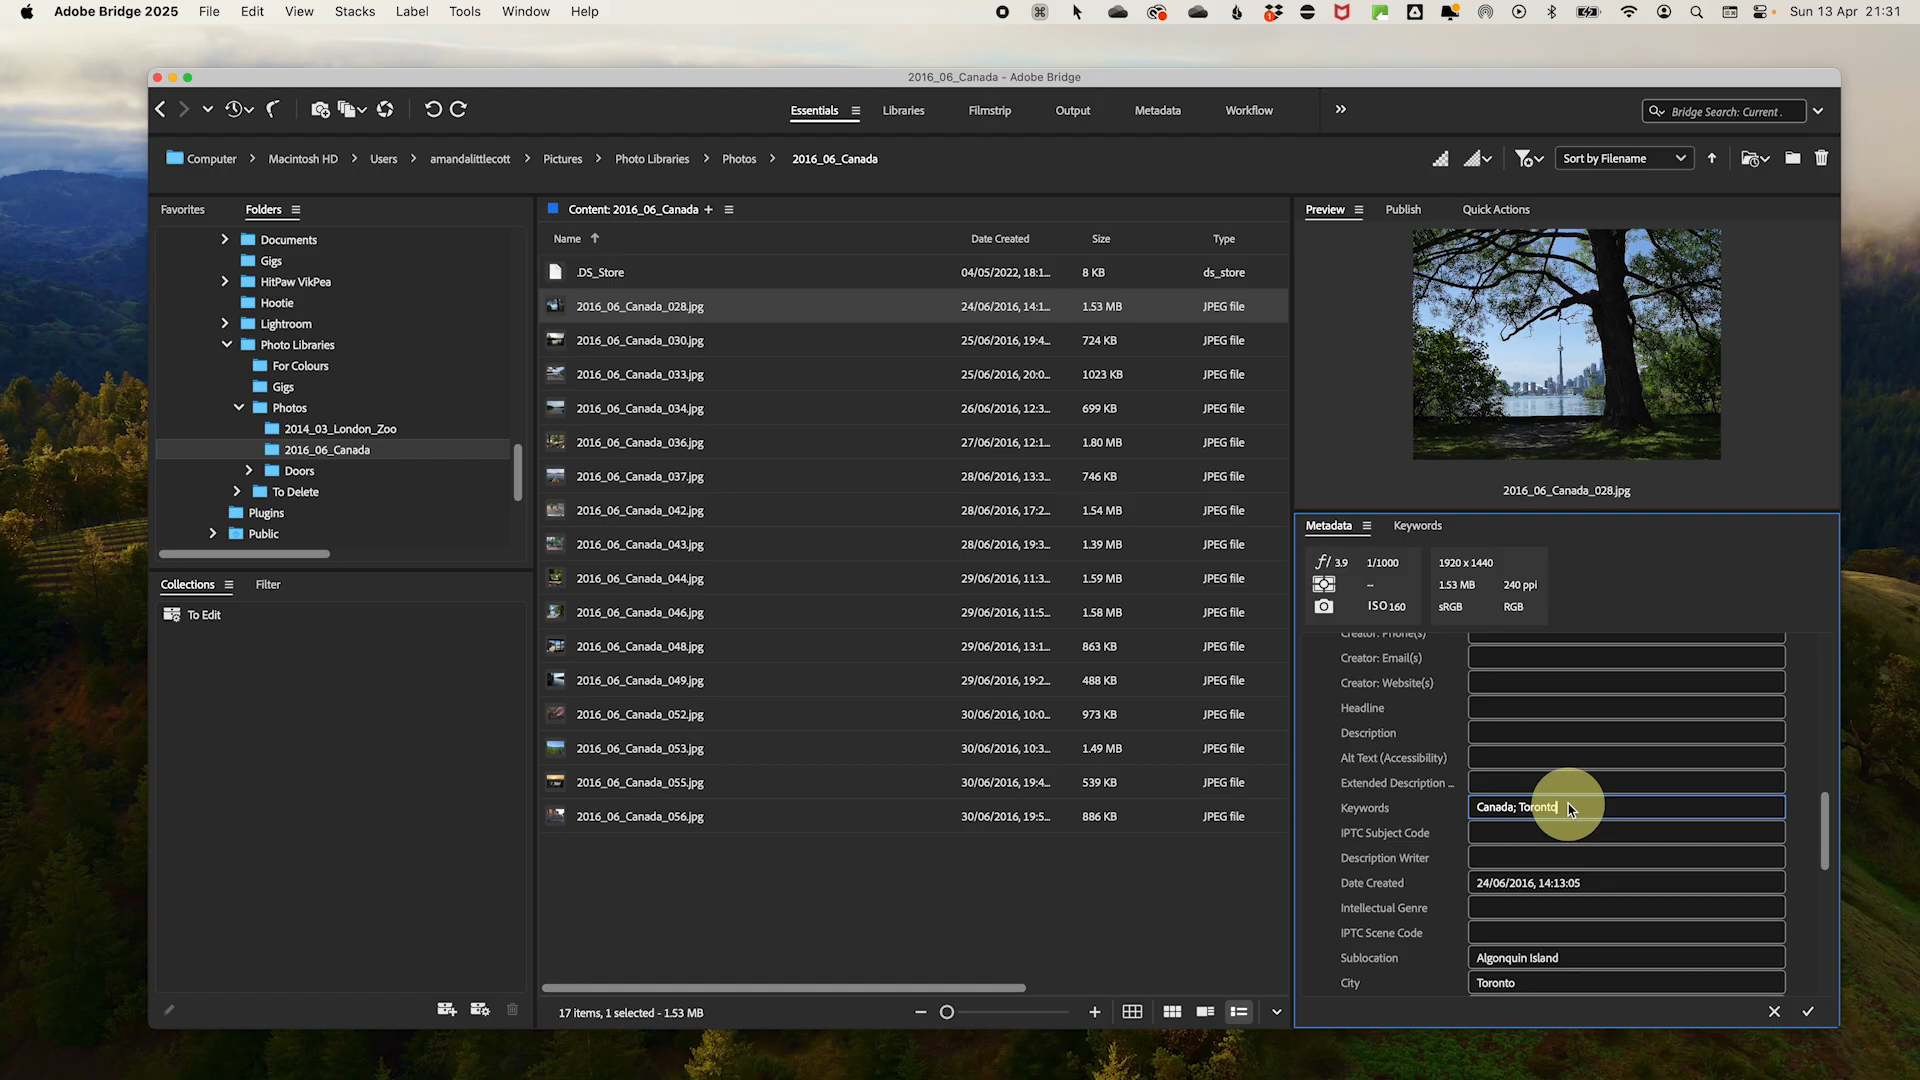 Adobe Bridge 2025 File Edit View Stacks Label Tools Window Help Sun 13 Apr 21:31
2016_06_Canada - Adobe Bridge
Essentials Libraries Filmstrip Output Metadata Workflow Bridge Search: Current .
Computer Macintosh HD Users amandalittlecott Pictures Photo Libraries Photos 2016_06_Canada Sort by Filename
Favorites Folders
Documents
Gigs
HitPaw VikPea
Hootie
Lightroom
Photo Libraries
For Colours
Gigs
Photos
2014_03_London_Zoo
2016_06_Canada
Doors
To Delete
Plugins
Public
Collections Filter
To Edit
Content: 2016_06_Canada
Name Date Created Size Type
.DS_Store 04/05/2022, 18:1... 8 KB ds_store
2016_06_Canada_028.jpg 24/06/2016, 14:1... 1.53 MB JPEG file
2016_06_Canada_030.jpg 25/06/2016, 19:4... 724 KB JPEG file
2016_06_Canada_033.jpg 25/06/2016, 20:0... 1023 KB JPEG file
2016_06_Canada_034.jpg 26/06/2016, 12:3... 699 KB JPEG file
2016_06_Canada_036.jpg 27/06/2016, 12:1... 1.80 MB JPEG file
2016_06_Canada_037.jpg 28/06/2016, 13:3... 746 KB JPEG file
2016_06_Canada_042.jpg 28/06/2016, 17:2... 1.54 MB JPEG file
2016_06_Canada_043.jpg 28/06/2016, 19:3... 1.39 MB JPEG file
2016_06_Canada_044.jpg 29/06/2016, 11:3... 1.59 MB JPEG file
2016_06_Canada_046.jpg 29/06/2016, 11:5... 1.58 MB JPEG file
2016_06_Canada_048.jpg 29/06/2016, 13:1... 863 KB JPEG file
2016_06_Canada_049.jpg 29/06/2016, 19:2... 488 KB JPEG file
2016_06_Canada_052.jpg 30/06/2016, 10:0... 973 KB JPEG file
2016_06_Canada_053.jpg 30/06/2016, 10:3... 1.49 MB JPEG file
2016_06_Canada_055.jpg 30/06/2016, 19:4... 539 KB JPEG file
2016_06_Canada_056.jpg 30/06/2016, 19:5... 886 KB JPEG file
17 items, 1 selected - 1.53 MB
Preview Publish Quick Actions
2016_06_Canada_028.jpg
Metadata Keywords
f/ 3.9 1/1000 1920 x 1440
-- 1.53 MB 240 ppi
ISO 160 sRGB RGB
Creator: Phone(s)
Creator: Email(s)
Creator: Website(s)
Headline
Description
Alt Text (Accessibility)
Extended Description ...
Keywords Canada; Toronto
IPTC Subject Code
Description Writer
Date Created 24/06/2016, 14:13:05
Intellectual Genre
IPTC Scene Code
Sublocation Algonquin Island
City Toronto